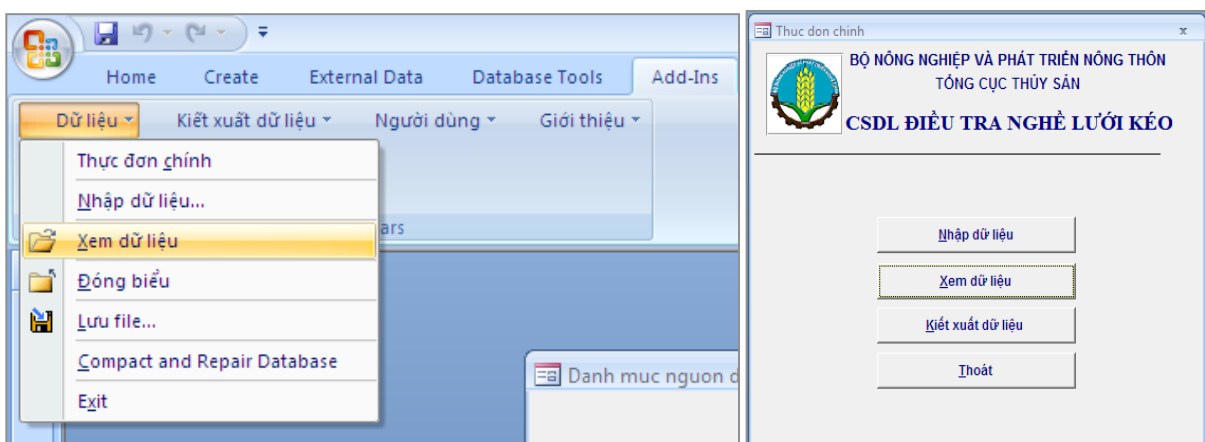 Home Create External Data Database Tools Add-Ins
Dữ liệu Kiết xuất dữ liệu Người dùng Giới thiệu
Thực đơn chính
Nhập dữ liệu...
ars
Xem dữ liệu
Đóng biểu
Lưu file...
Compact and Repair Database
Exit
Danh muc nguon d
Thuc don chinh x
BỘ NÔNG NGHIỆP VÀ PHÁT TRIỂN NÔNG THÔN
TỔNG CỤC THỦY SẢN
CSDL ĐIỀU TRA NGHỀ LƯỚI KÉO
Nhập dữ liệu
Xem dữ liệu
Kiết xuất dữ liệu
Thoát